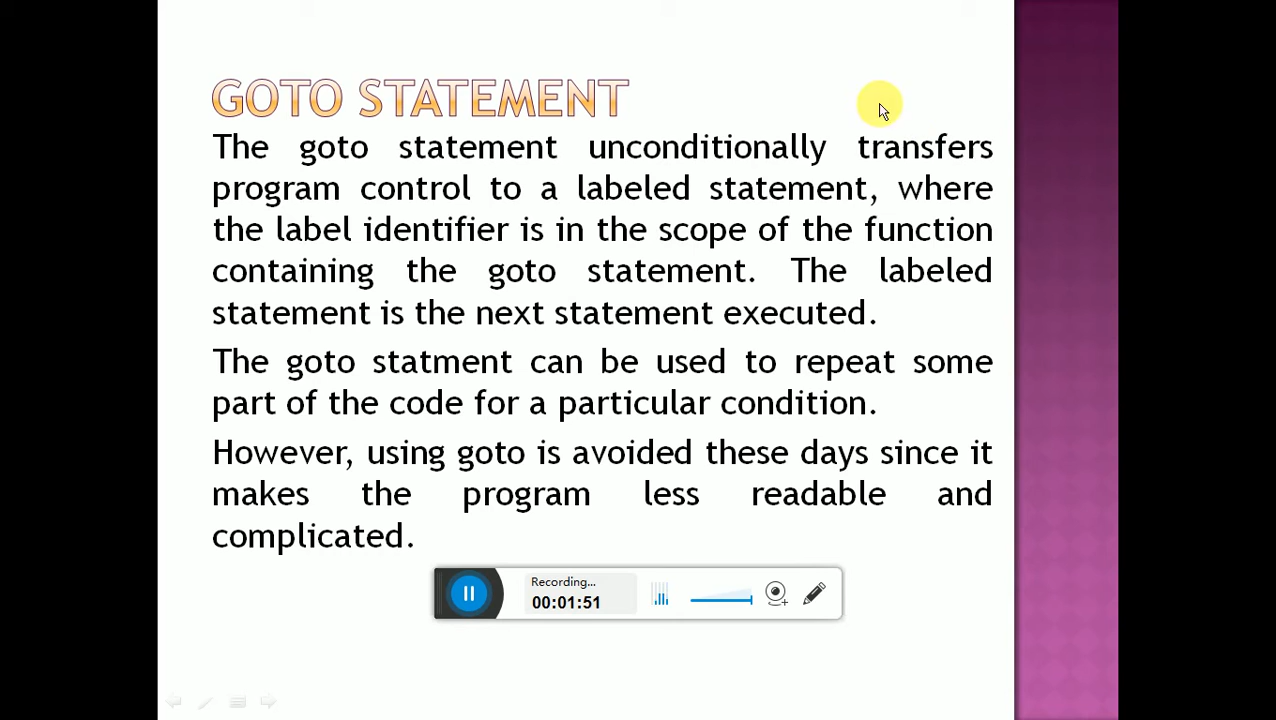 GOTO STATEMENT
The goto statement unconditionally transfers
program control to a labeled statement, where
the label identifier is in the scope of the function
containing the goto statement. The labeled
statement is the next statement executed.
The goto statment can be used to repeat some
part of the code for a particular condition.
However, using goto is avoided these days since it
makes the program less readable and
complicated.
Recording...
00:01:51